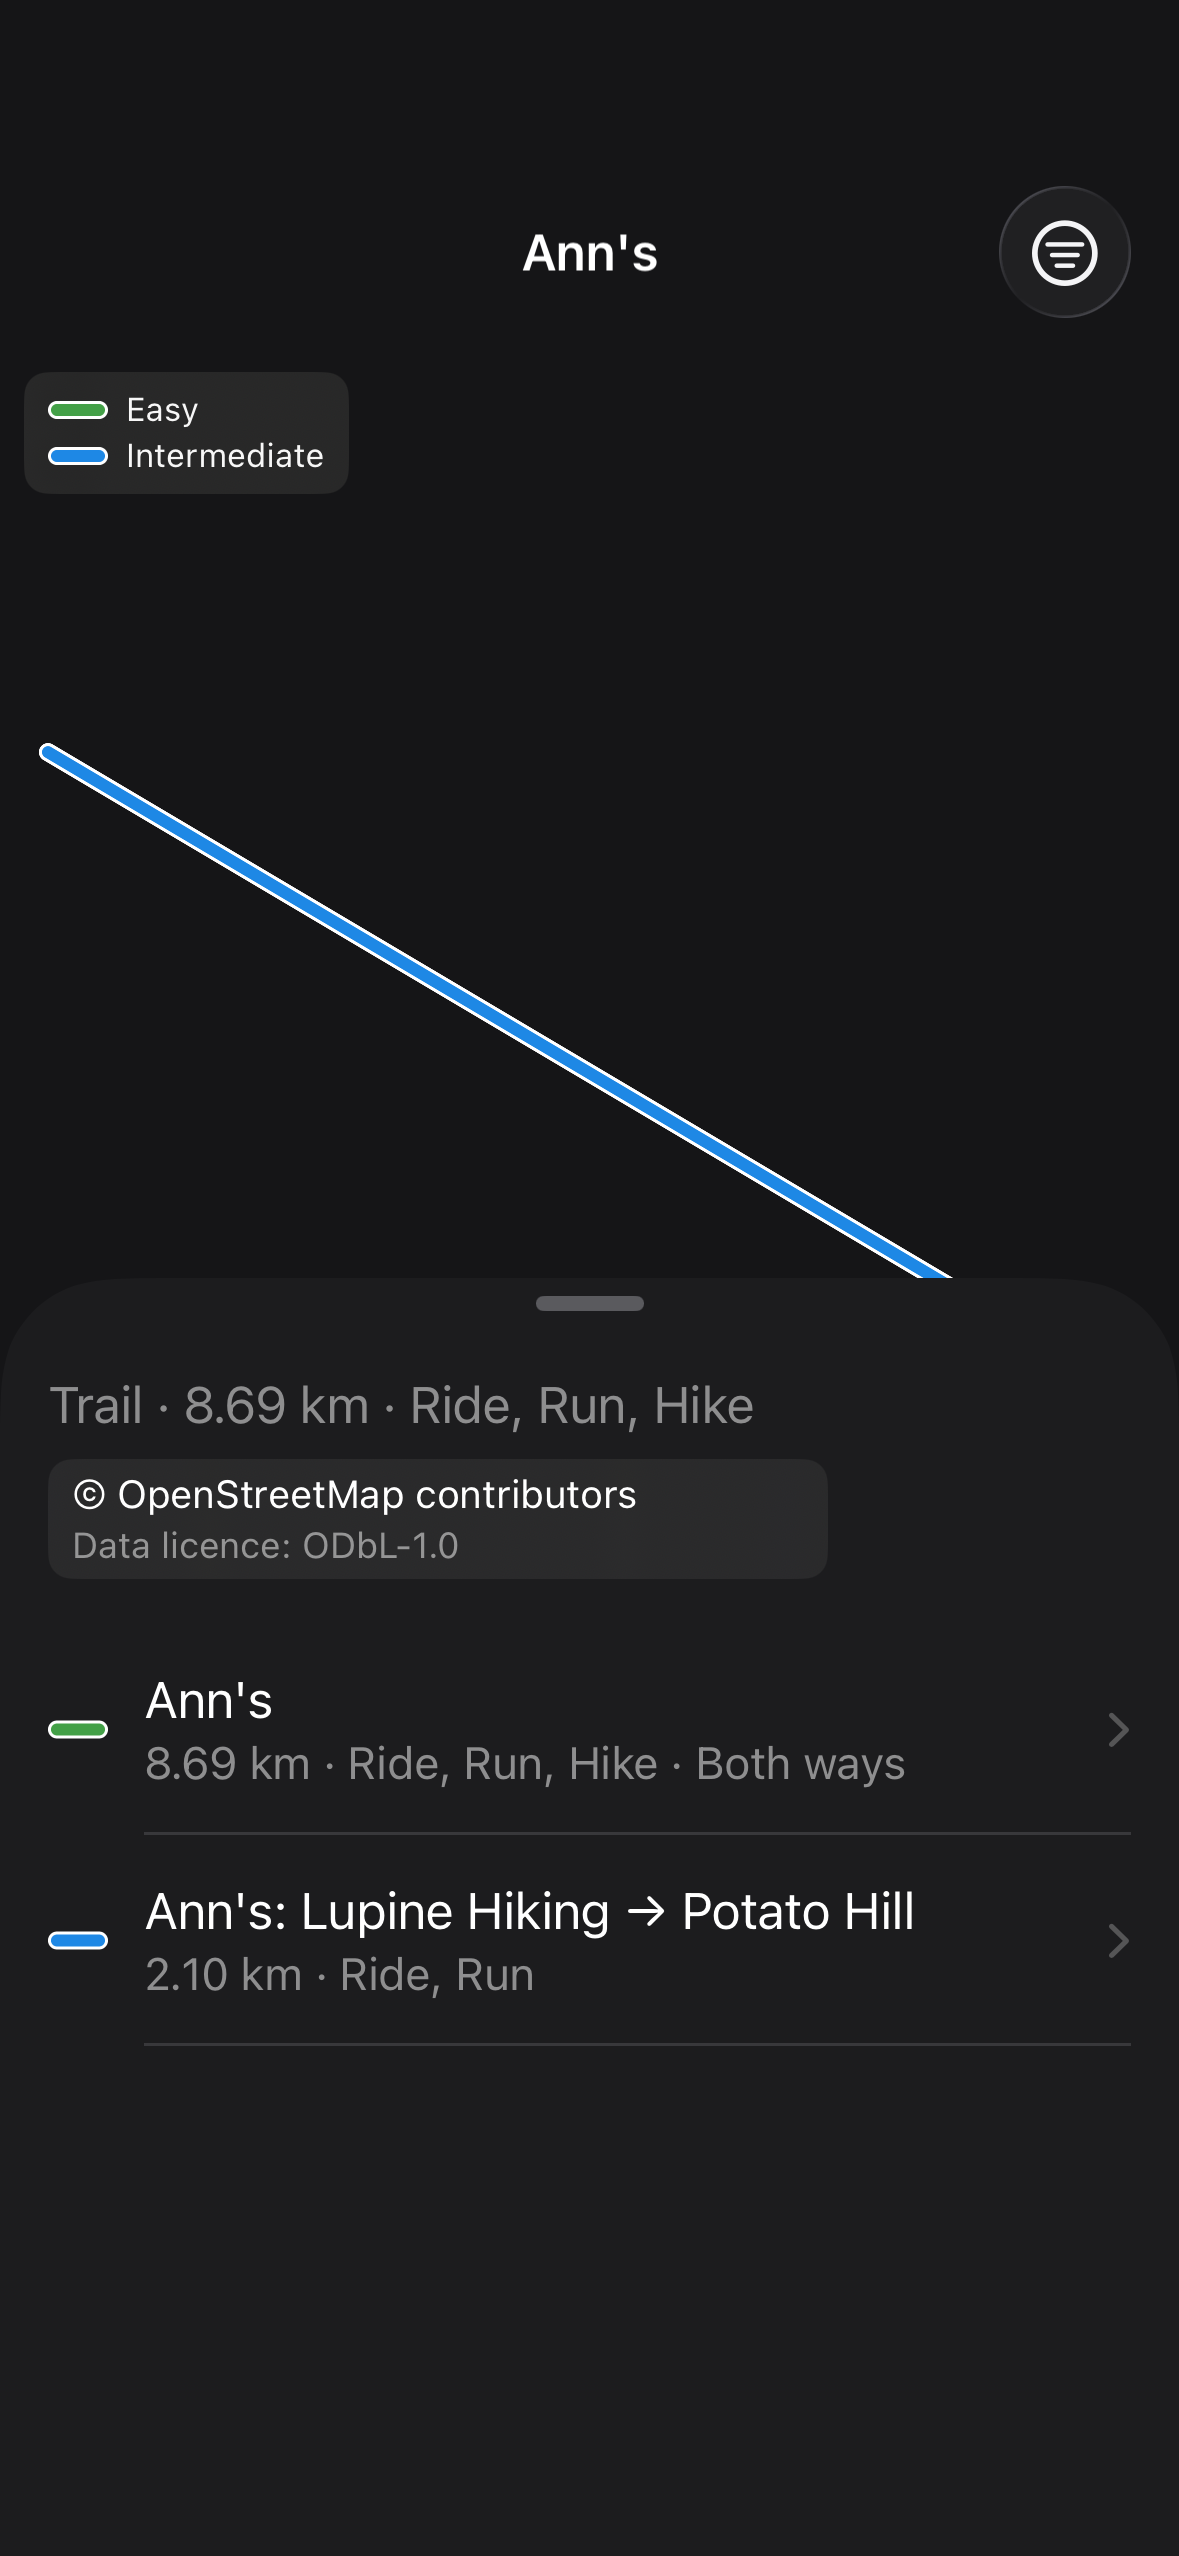 Ann's
Easy
Intermediate
Trail · 8.69 km · Ride, Run, Hike
© OpenStreetMap contributors
Data licence: ODbL-1.0
Ann's
8.69 km · Ride, Run, Hike · Both ways
Ann's: Lupine Hiking → Potato Hill
2.10 km · Ride, Run